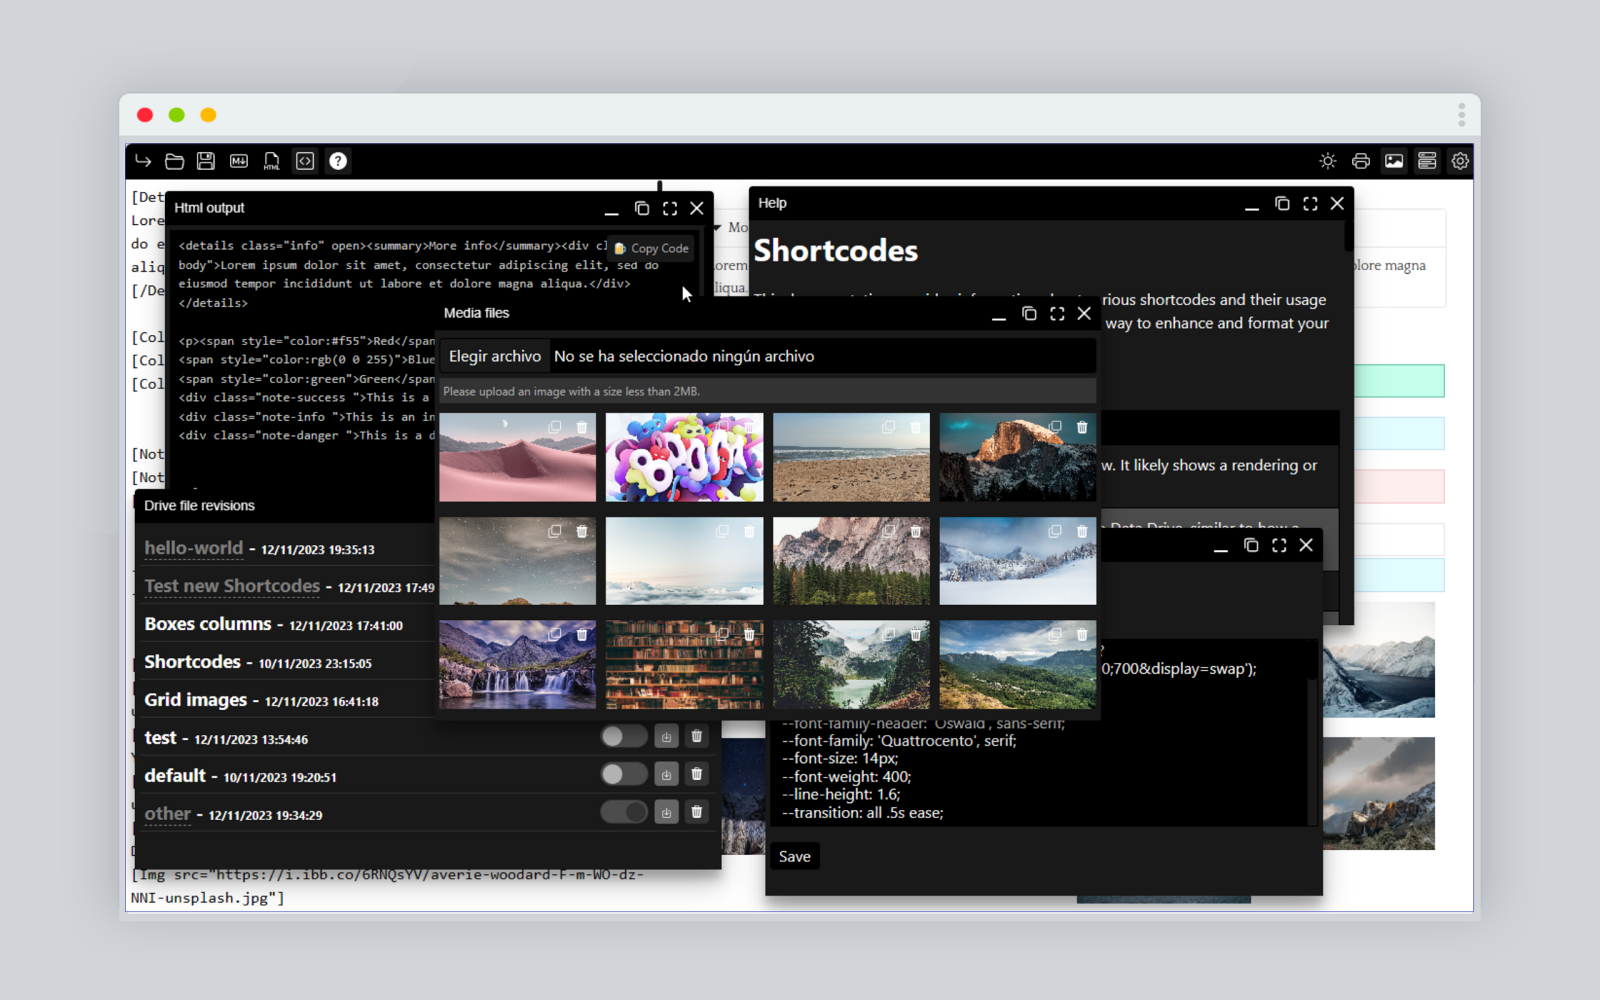 M↓
HTML
?
[Det
Lore
do e
aliq
[/De
[Col
[Col
[Col
[Not
[Not
Html output
<details class="info" open><summary>More info</summary><div cl
Copy Code
body">Lorem ipsum dolor sit amet, consectetur adipiscing elit, sed do
eiusmod tempor incididunt ut labore et dolore magna aliqua.</div>
</details>
<p><span style="color:#f55">Red</span
<span style="color:rgb(0 0 255)">Blue
<span style="color:green">Green</span
<div class="note-success ">This is a
<div class="note-info ">This is an in
<div class="note-danger ">This is a d
Mo
orem
liqua.
olore magna
Help
Shortcodes
rious shortcodes and their usage
way to enhance and format your
w. It likely shows a rendering or
Data Drive, similar to how a
Media files
Elegir archivo No se ha seleccionado ningún archivo
Please upload an image with a size less than 2MB.
Drive file revisions
hello-world - 12/11/2023 19:35:13
Test new Shortcodes - 12/11/2023 17:49
Boxes columns - 12/11/2023 17:41:00
Shortcodes - 10/11/2023 23:15:05
Grid images - 12/11/2023 16:41:18
test - 12/11/2023 13:54:46
default - 10/11/2023 19:20:51
other - 12/11/2023 19:34:29
0;700&display=swap');
--font-family-header: 'Oswald', sans-serif;
--font-family: 'Quattrocento', serif;
--font-size: 14px;
--font-weight: 400;
--line-height: 1.6;
--transition: all .5s ease;
Save
[Img src="https://i.ibb.co/6RNQsYV/averie-woodard-F-m-WO-dz-
NNI-unsplash.jpg"]